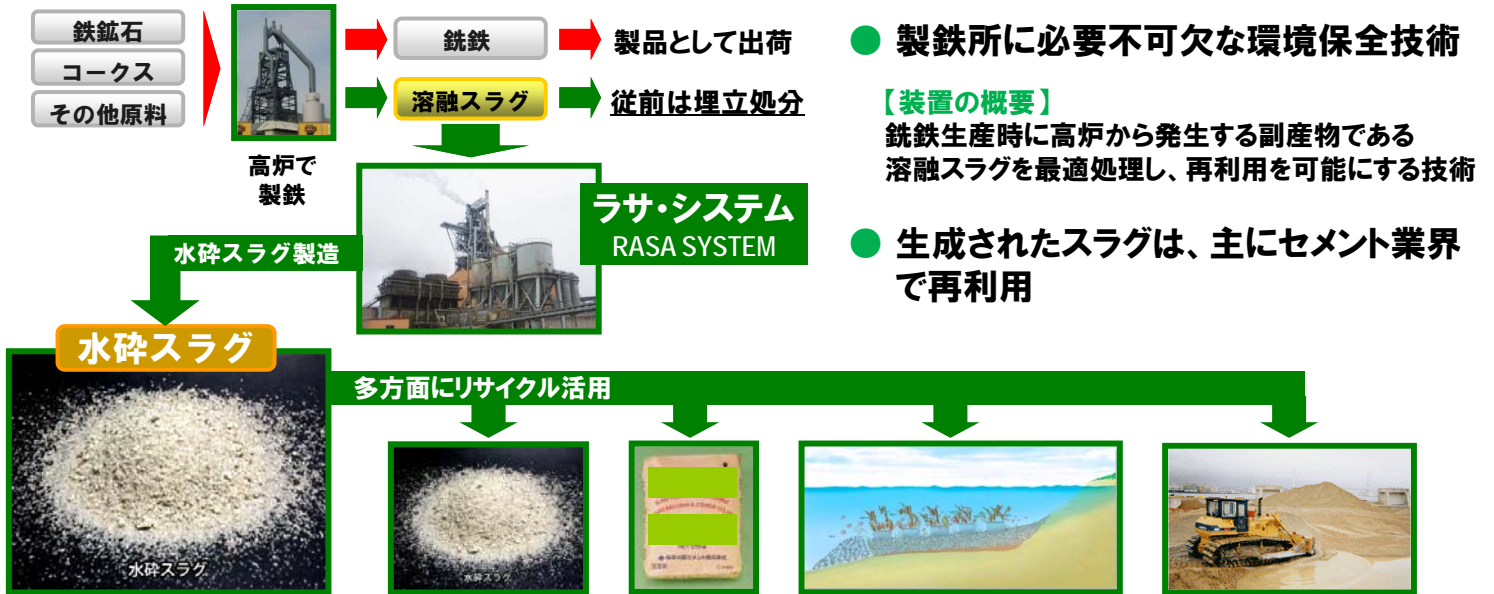 鉄鉱石
コークス
その他原料
高炉で
製鉄
銑鉄
製品として出荷
溶融スラグ
従前は埋立処分
ラサ・システム
RASA SYSTEM
水砕スラグ製造
● 製鉄所に必要不可欠な環境保全技術
【装置の概要】
銑鉄生産時に高炉から発生する副産物である
溶融スラグを最適処理し、再利用を可能にする技術
● 生成されたスラグは、主にセメント業界
で再利用
水砕スラグ
水砕スラグ
多方面にリサイクル活用
水砕スラグ